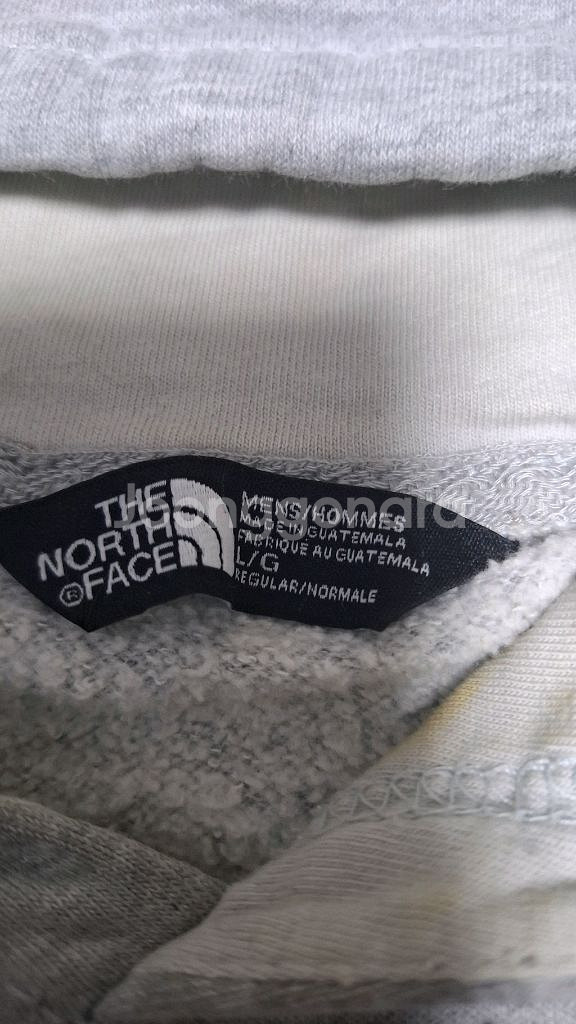 THE
NORTH
FACE
®
MENS/HOMMES
MADE IN GUATEMALA
FABRIQUE AU GUATEMALA
L/G
REGULAR/NORMALE